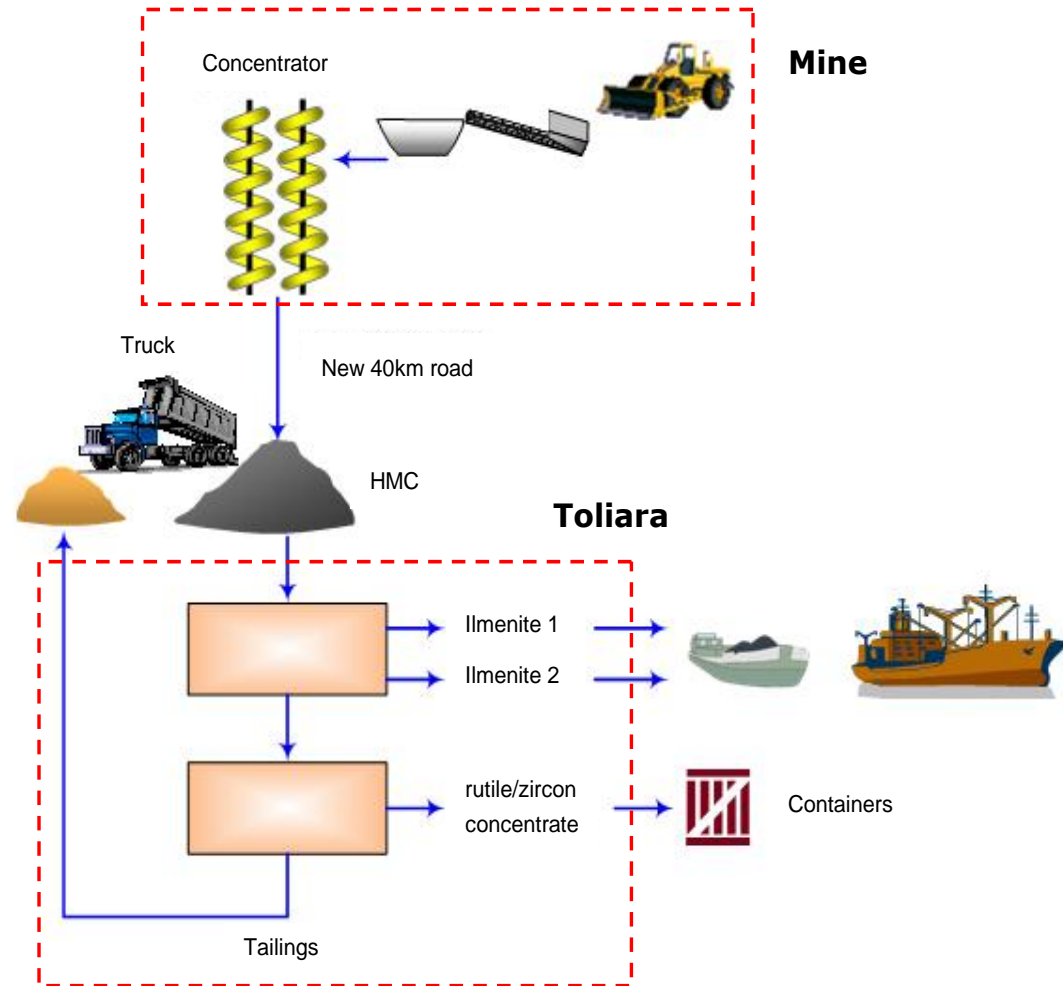 Mine
Concentrator
Truck
New 40km road
HMC
Toliara
Ilmenite 1
Ilmenite 2
rutile/zircon
concentrate
Containers
Tailings